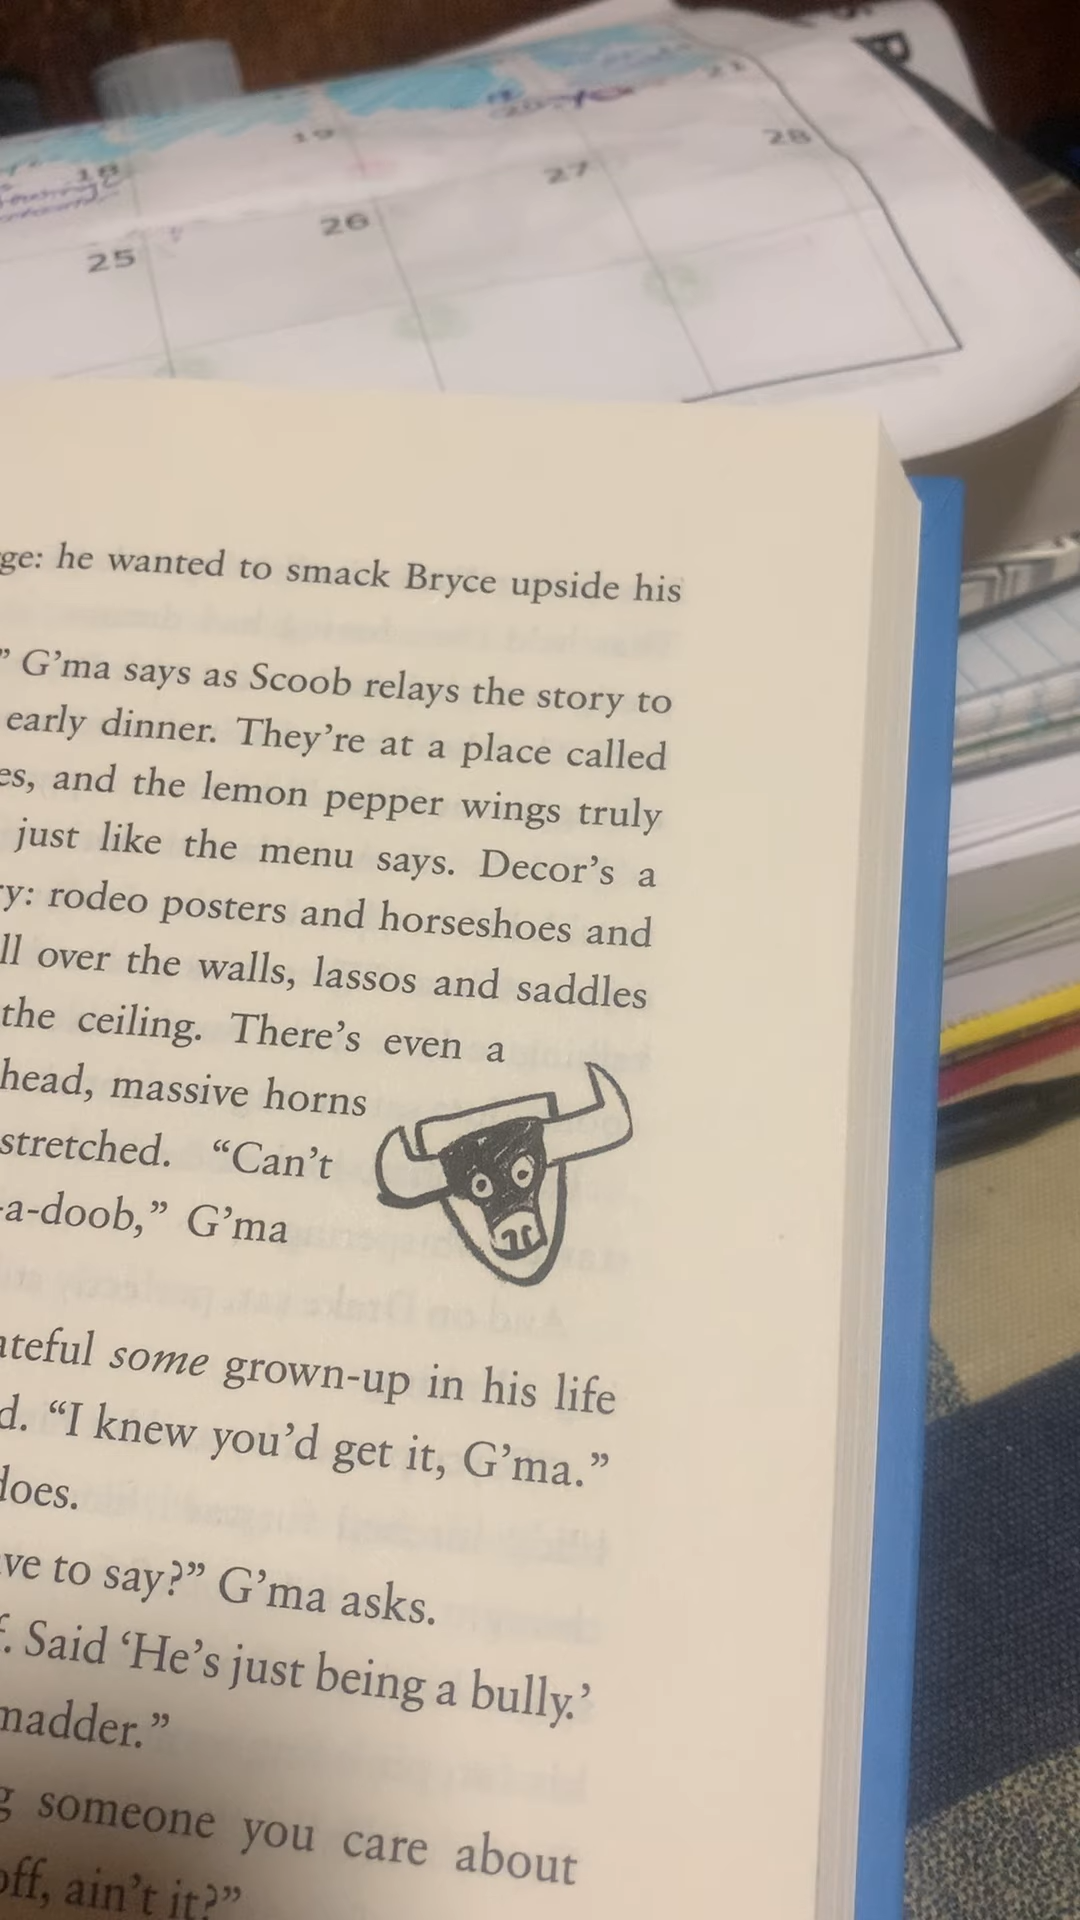 B
21
20
19
18
28
27
26
25
ge: he wanted to smack Bryce upside his
” G’ma says as Scoob relays the story to
early dinner. They’re at a place called
es, and the lemon pepper wings truly
just like the menu says. Decor’s a
y: rodeo posters and horseshoes and
ll over the walls, lassos and saddles
the ceiling. There’s even a
head, massive horns
stretched. “Can’t
-a-doob,” G’ma
ateful some grown-up in his life
d. “I knew you’d get it, G’ma.”
does.
ve to say?” G’ma asks.
f. Said ‘He’s just being a bully.’
madder.”
g someone you care about
off, ain’t it?”